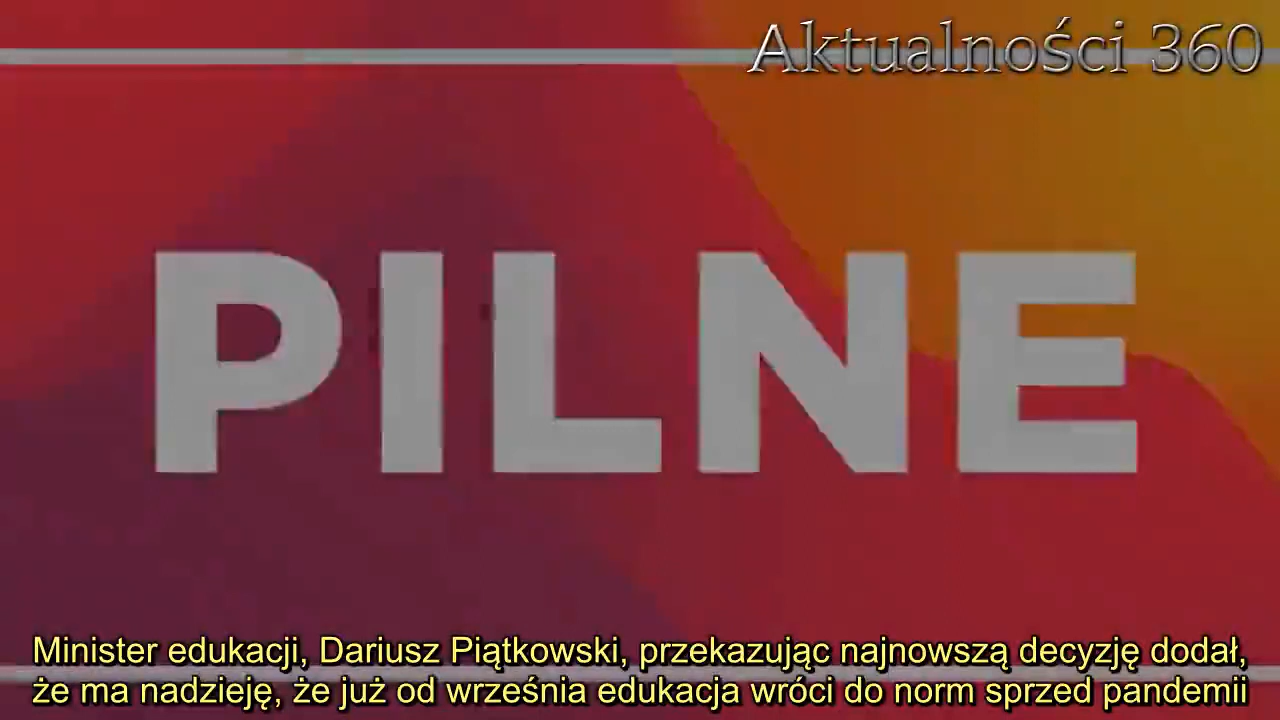 Aktualności 360
PILNE
Minister edukacji, Dariusz Piątkowski, przekazując najnowszą decyzję dodał,
że ma nadzieję, że już od września edukacja wróci do norm sprzed pandemii